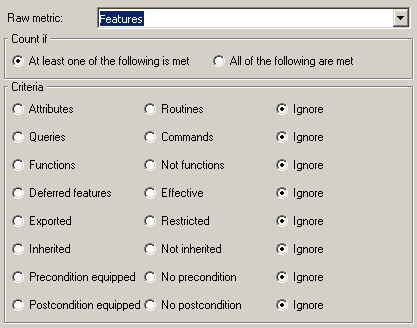 Raw metric: Features
Count if
At least one of the following is met All of the following are met
Criteria
Attributes Routines Ignore
Queries Commands Ignore
Functions Not functions Ignore
Deferred features Effective Ignore
Exported Restricted Ignore
Inherited Not inherited Ignore
Precondition equipped No precondition Ignore
Postcondition equipped No postcondition Ignore